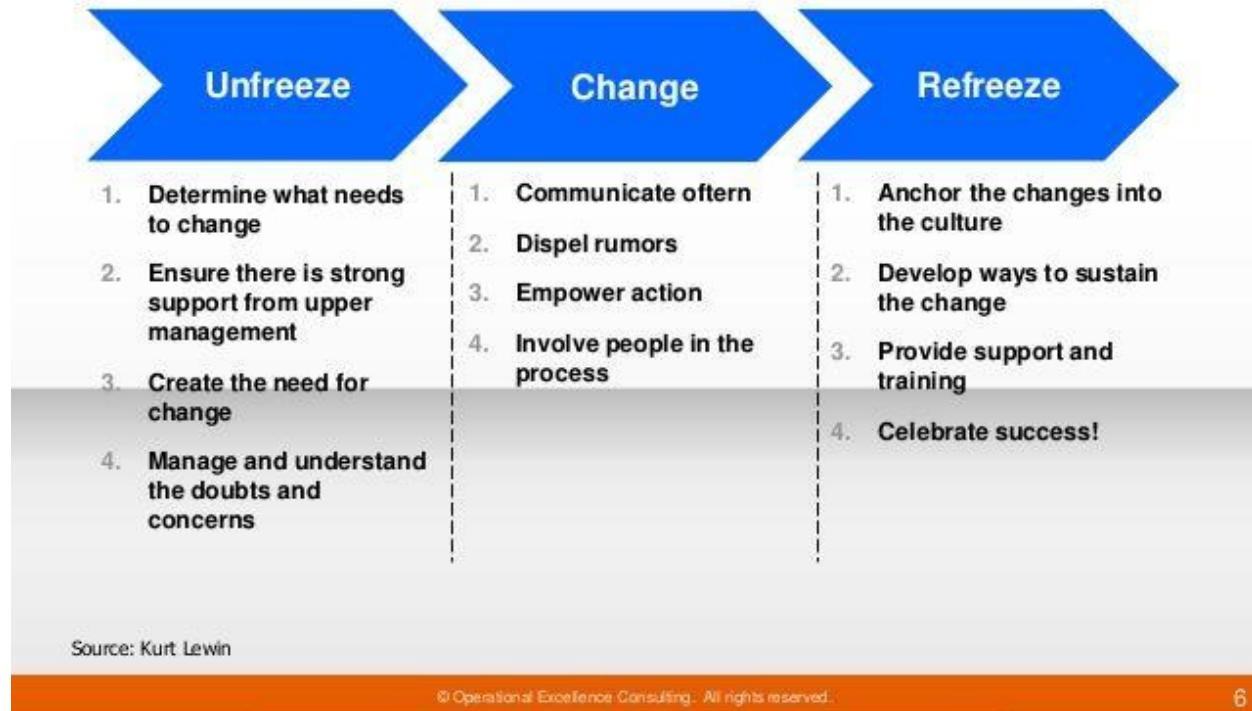 Unfreeze
Change
Refreeze
1. Determine what needs
to change
2. Ensure there is strong
support from upper
management
3. Create the need for
change
4. Manage and understand
the doubts and
concerns
1. Communicate oftern
2. Dispel rumors
3. Empower action
4. Involve people in the
process
1. Anchor the changes into
the culture
2. Develop ways to sustain
the change
3. Provide support and
training
4. Celebrate success!
Source: Kurt Lewin
© Operational Excellence Consulting. All rights reserved.
6